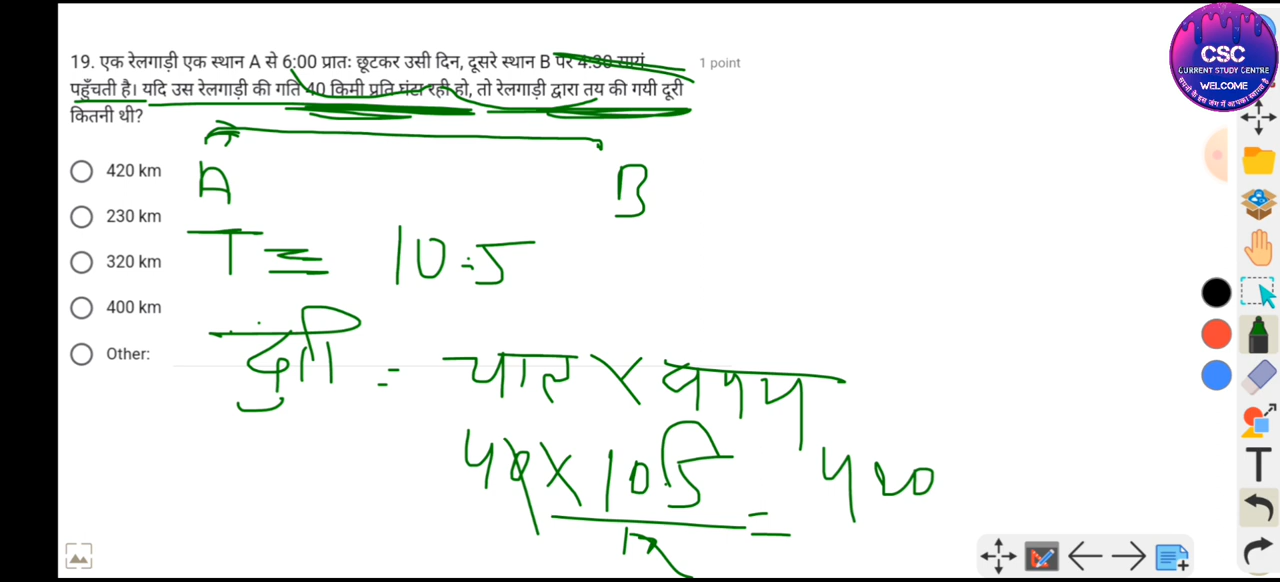 19. एक रेलगाड़ी एक स्थान A से 6:00 प्रातः छूटकर उसी दिन, दूसरे स्थान B पर 4:30 सायं
1 point
पहुँचती है। यदि उस रेलगाड़ी की गति 40 किमी प्रति घंटा रही हो, तो रेलगाड़ी द्वारा तय की गयी दूरी
कितनी थी?
420 km
230 km
320 km
400 km
Other:
A
B
T = 10.5
दूरी = चाल × समय
40 × 105 = 420
10
CSC
CURRENT STUDY CENTRE
WELCOME
T